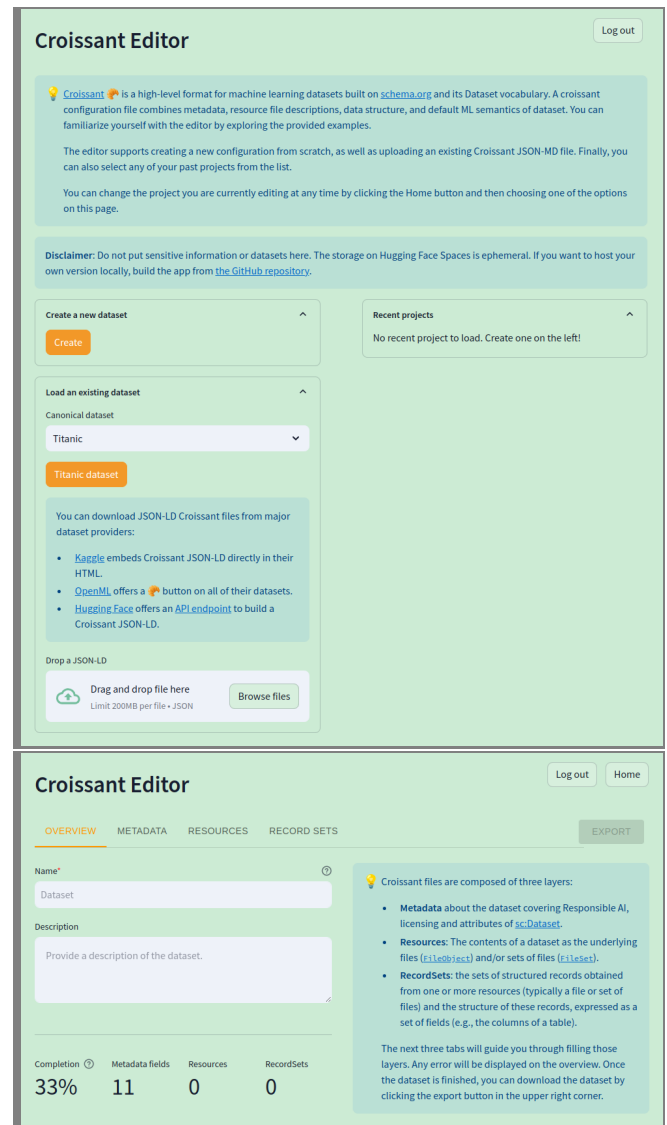 Croissant Editor
Log out
Croissant 🥐 is a high-level format for machine learning datasets built on schema.org and its Dataset vocabulary. A croissant
configuration file combines metadata, resource file descriptions, data structure, and default ML semantics of dataset. You can
familiarize yourself with the editor by exploring the provided examples.
The editor supports creating a new configuration from scratch, as well as uploading an existing Croissant JSON-MD file. Finally, you
can also select any of your past projects from the list.
You can change the project you are currently editing at any time by clicking the Home button and then choosing one of the options
on this page.
Disclaimer: Do not put sensitive information or datasets here. The storage on Hugging Face Spaces is ephemeral. If you want to host your
own version locally, build the app from the GitHub repository.
Create a new dataset
Create
Recent projects
No recent project to load. Create one on the left!
Load an existing dataset
Canonical dataset
Titanic
Titanic dataset
You can download JSON-LD Croissant files from major
dataset providers:
• Kaggle embeds Croissant JSON-LD directly in their
HTML.
• OpenML offers a 🥐 button on all of their datasets.
• Hugging Face offers an API endpoint to build a
Croissant JSON-LD.
Drop a JSON-LD
Drag and drop file here
Limit 200MB per file • JSON
Browse files
Croissant Editor
Log out
Home
OVERVIEW
METADATA
RESOURCES
RECORD SETS
EXPORT
Name*
Dataset
Description
Provide a description of the dataset.
Completion
Metadata fields
Resources
RecordSets
33%
11
0
0
Croissant files are composed of three layers:
• Metadata about the dataset covering Responsible AI,
licensing and attributes of sc:Dataset.
• Resources: The contents of a dataset as the underlying
files (FileObject) and/or sets of files (FileSet).
• RecordSets: the sets of structured records obtained
from one or more resources (typically a file or set of
files) and the structure of these records, expressed as a
set of fields (e.g., the columns of a table).
The next three tabs will guide you through filling those
layers. Any error will be displayed on the overview. Once
the dataset is finished, you can download the dataset by
clicking the export button in the upper right corner.